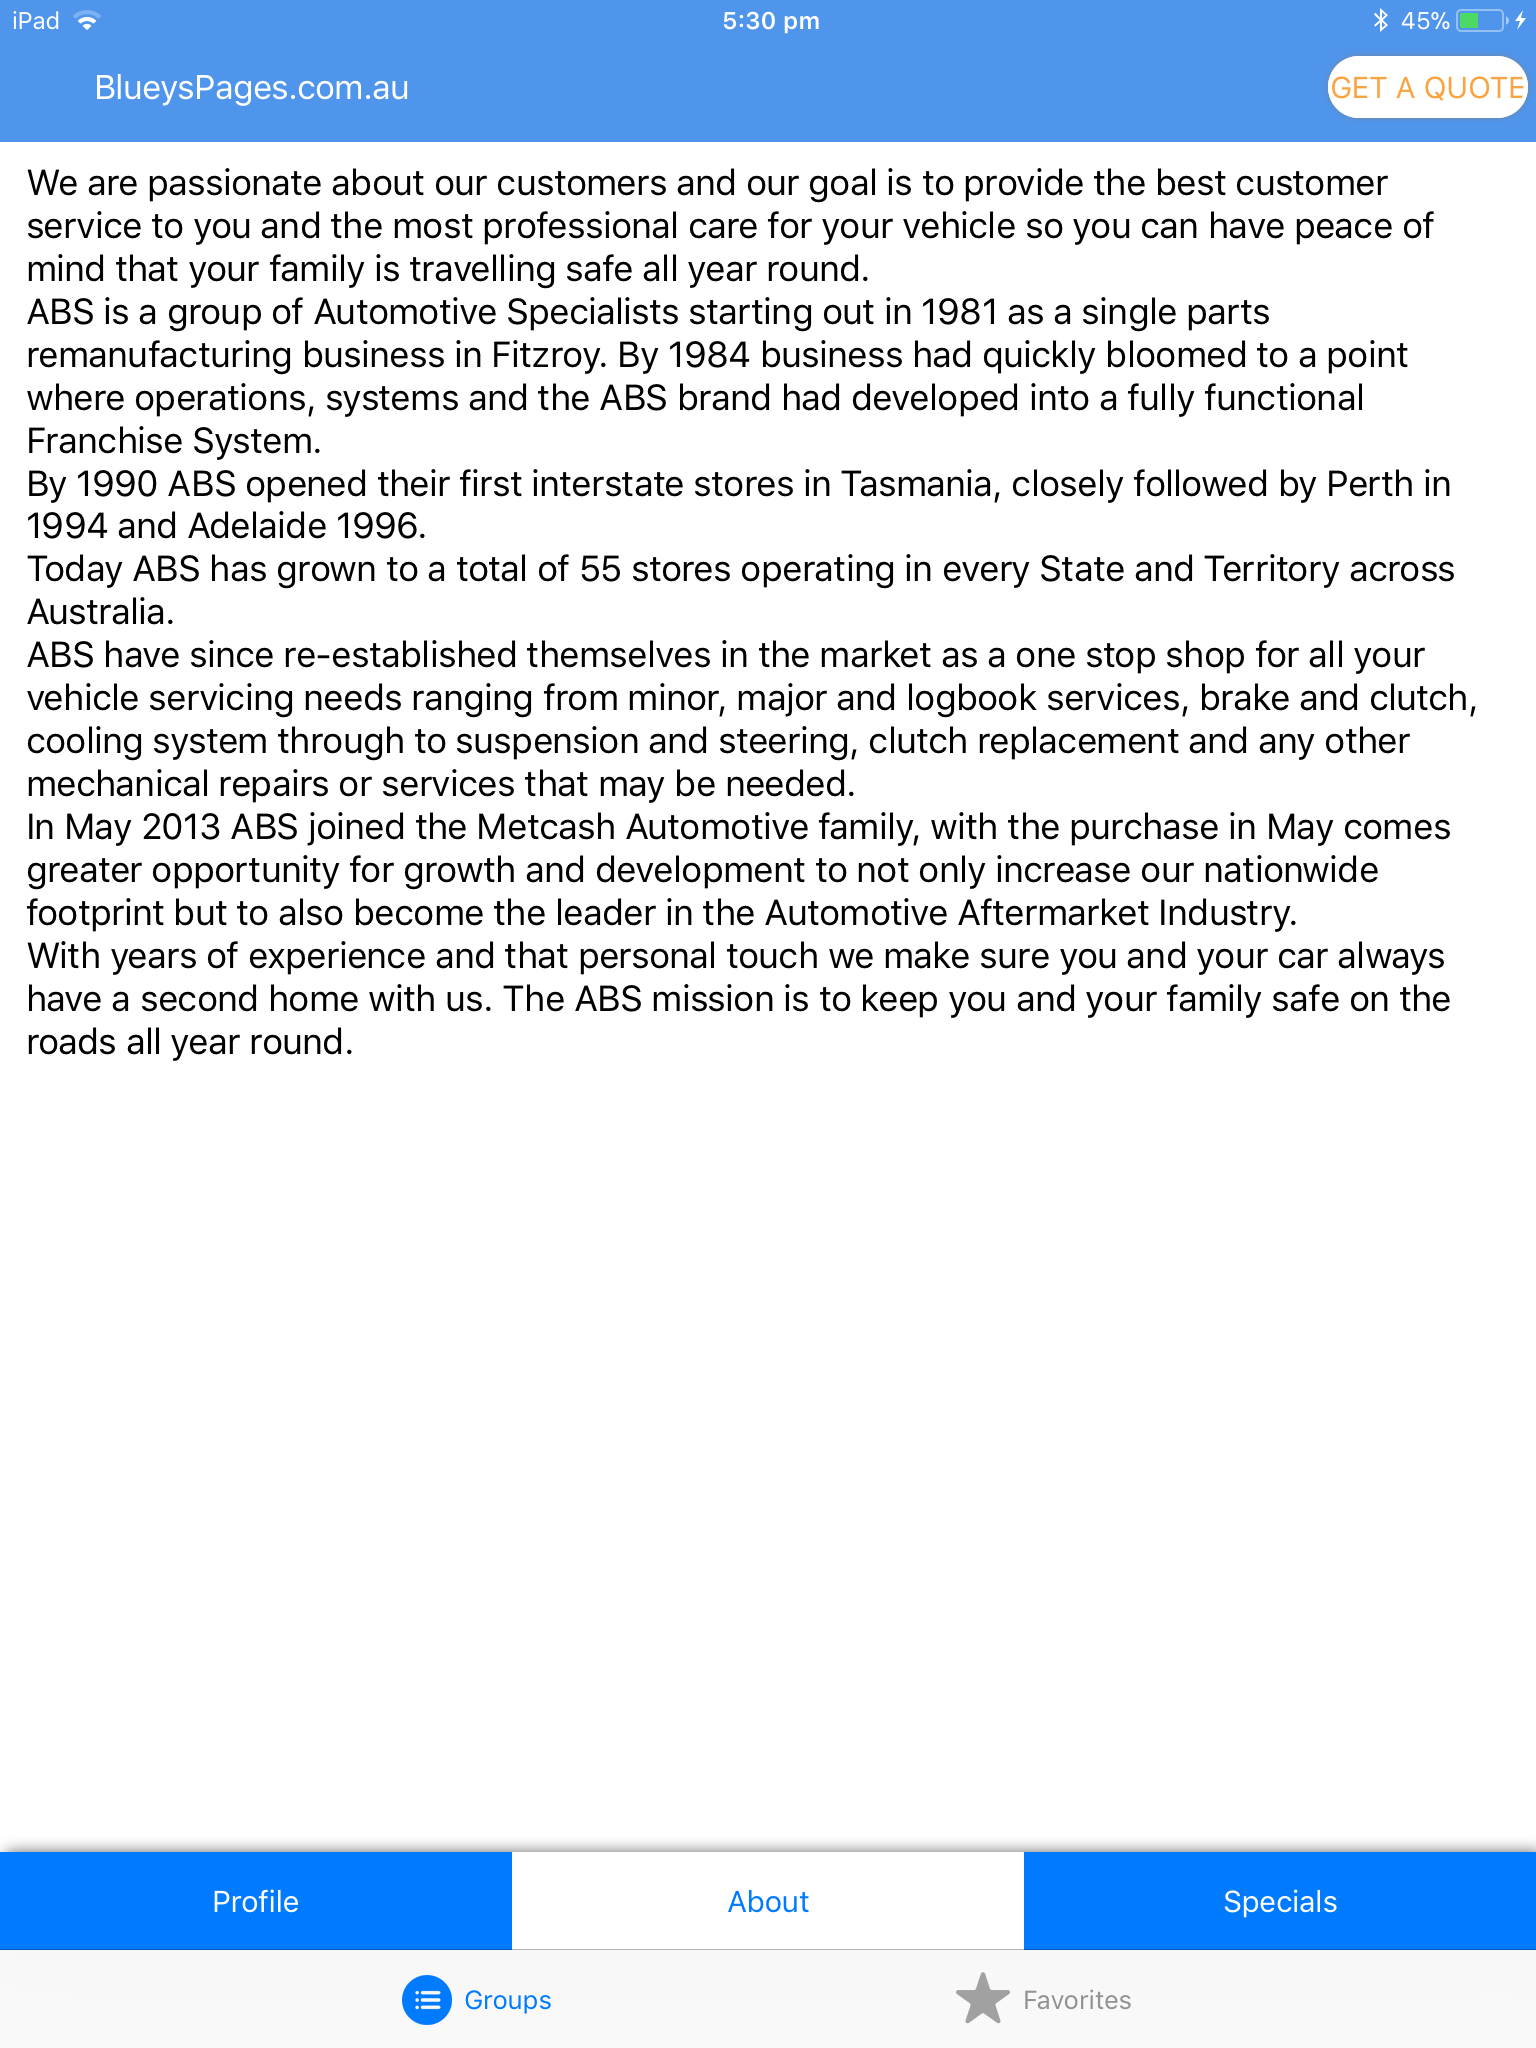 iPad
5:30 pm
45%
BlueysPages.com.au
GET A QUOTE
We are passionate about our customers and our goal is to provide the best customer
service to you and the most professional care for your vehicle so you can have peace of
mind that your family is travelling safe all year round.
ABS is a group of Automotive Specialists starting out in 1981 as a single parts
remanufacturing business in Fitzroy. By 1984 business had quickly bloomed to a point
where operations, systems and the ABS brand had developed into a fully functional
Franchise System.
By 1990 ABS opened their first interstate stores in Tasmania, closely followed by Perth in
1994 and Adelaide 1996.
Today ABS has grown to a total of 55 stores operating in every State and Territory across
Australia.
ABS have since re-established themselves in the market as a one stop shop for all your
vehicle servicing needs ranging from minor, major and logbook services, brake and clutch,
cooling system through to suspension and steering, clutch replacement and any other
mechanical repairs or services that may be needed.
In May 2013 ABS joined the Metcash Automotive family, with the purchase in May comes
greater opportunity for growth and development to not only increase our nationwide
footprint but to also become the leader in the Automotive Aftermarket Industry.
With years of experience and that personal touch we make sure you and your car always
have a second home with us. The ABS mission is to keep you and your family safe on the
roads all year round.
Profile
About
Specials
Groups
Favorites